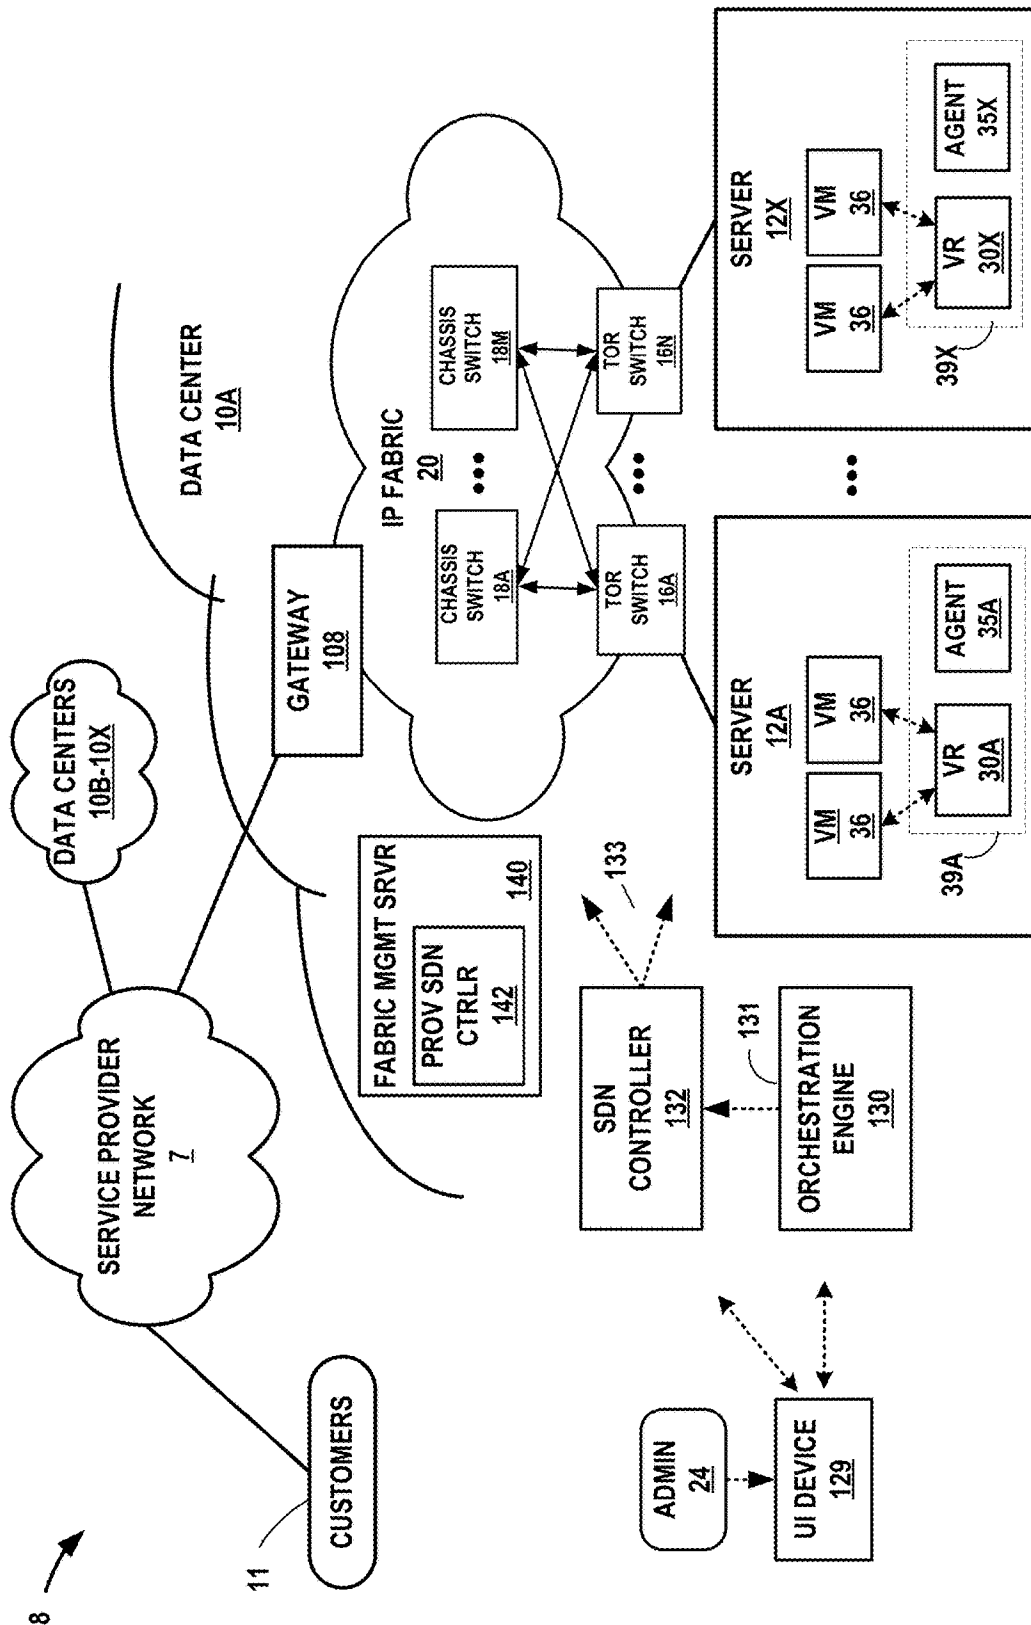 8
CUSTOMERS
11
SERVICE PROVIDER
NETWORK
7
DATA CENTERS
10B-10X
DATA CENTER
10A
GATEWAY
108
FABRIC MGMT SRVR
140
PROV SDN
CTRLR
142
IP FABRIC
20
CHASSIS
SWITCH
18A
•••
CHASSIS
SWITCH
18M
TOR
SWITCH
16A
•••
TOR
SWITCH
16N
ADMIN
24
UI DEVICE
129
SDN
CONTROLLER
132
133
131
ORCHESTRATION
ENGINE
130
SERVER
12A
VM
36
VM
36
VR
30A
AGENT
35A
39A
•••
SERVER
12X
VM
36
VM
36
VR
30X
AGENT
35X
39X